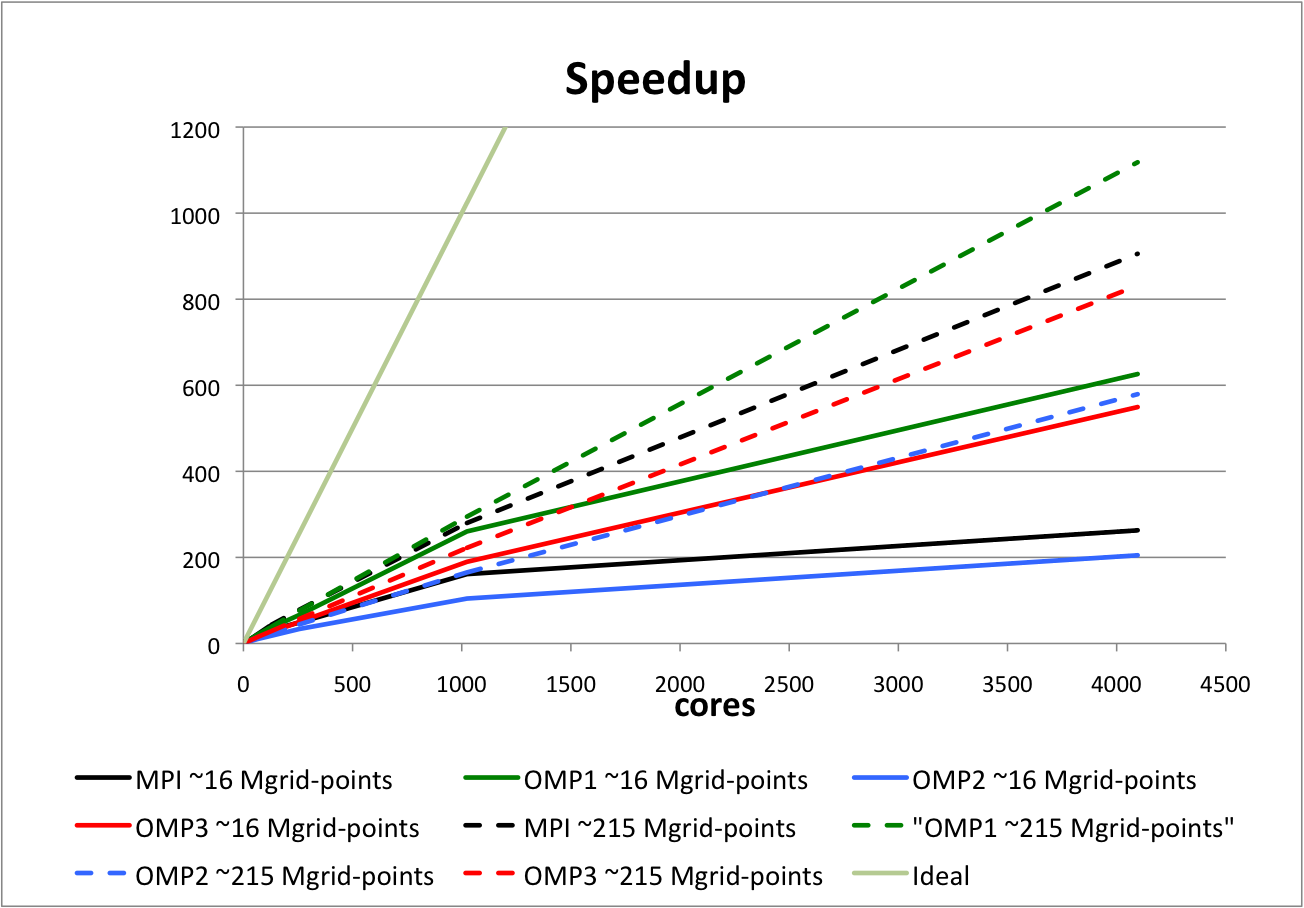 Speedup
1200
1000
800
600
400
200
0
0 500 1000 1500 2000 2500 3000 3500 4000 4500
cores
MPI ~16 Mgrid-points OMP1 ~16 Mgrid-points OMP2 ~16 Mgrid-points
OMP3 ~16 Mgrid-points MPI ~215 Mgrid-points "OMP1 ~215 Mgrid-points"
OMP2 ~215 Mgrid-points OMP3 ~215 Mgrid-points Ideal